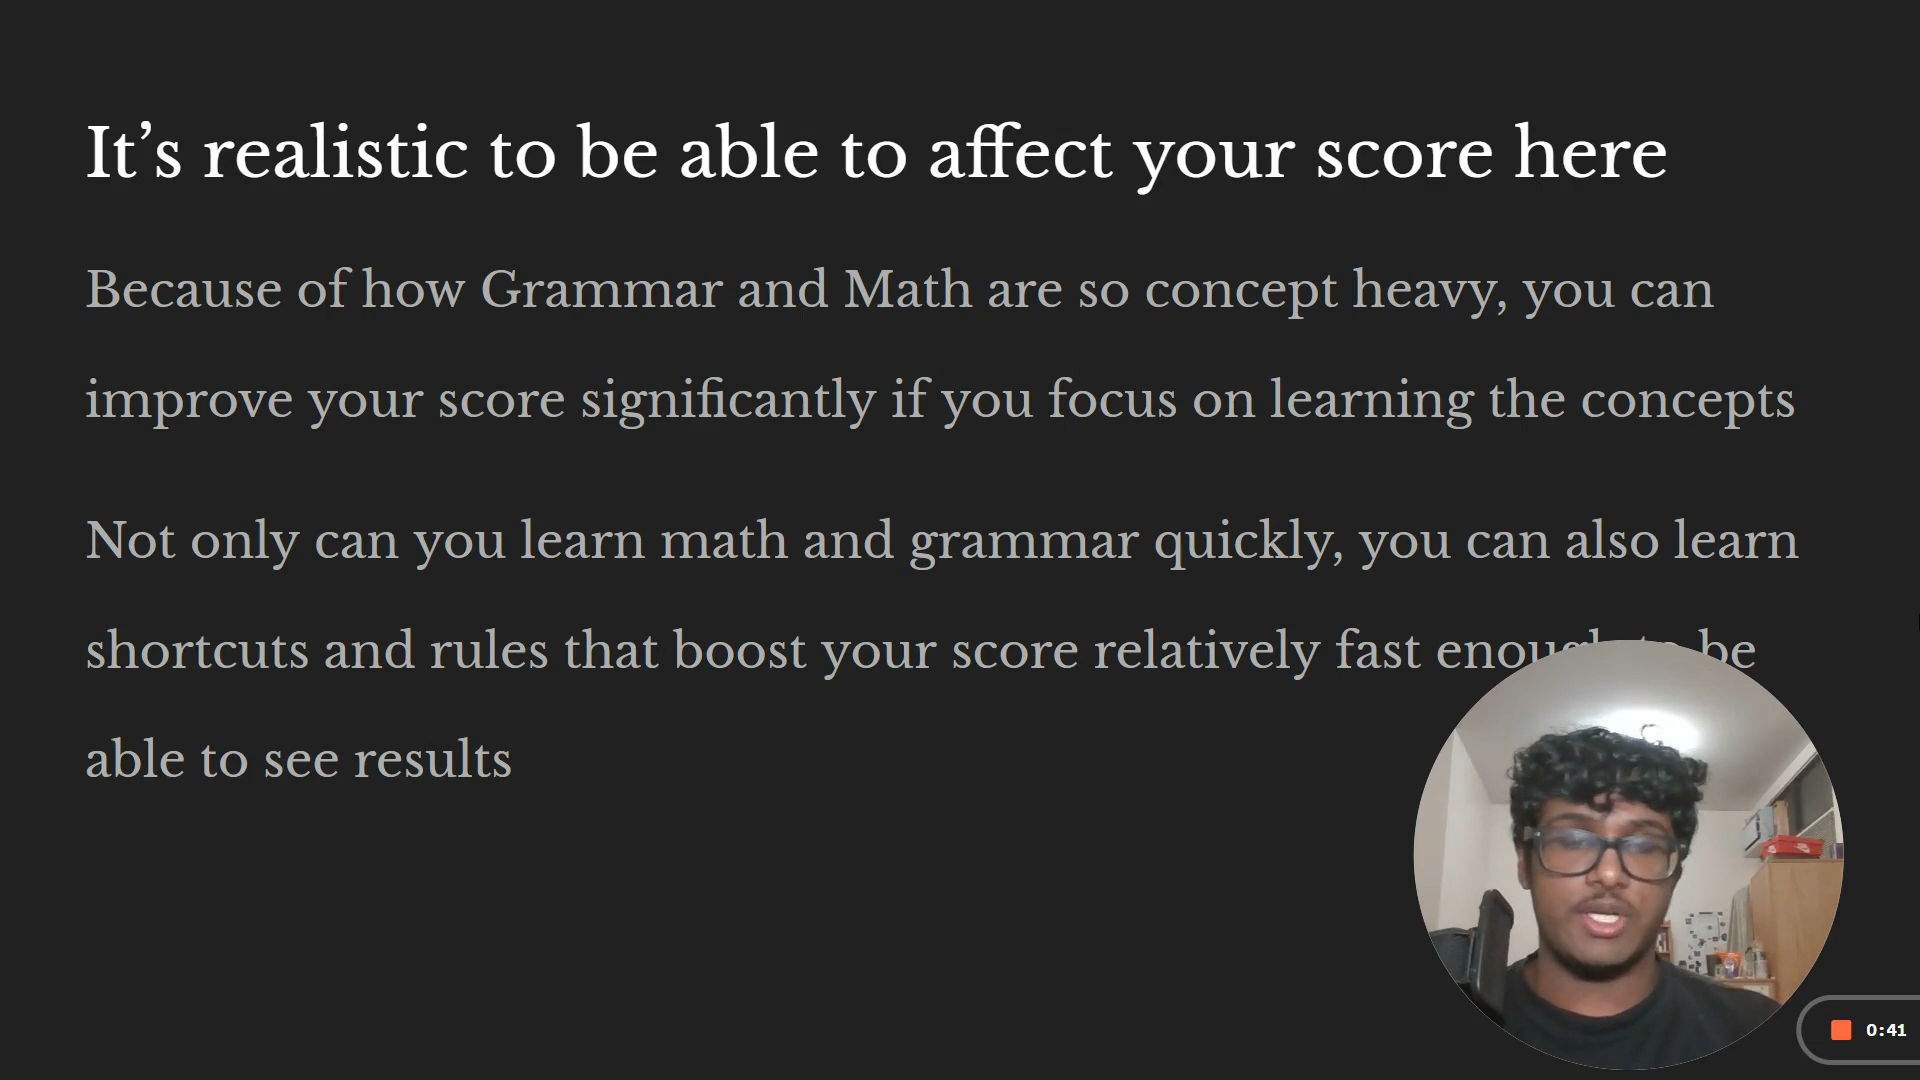 It’s realistic to be able to affect your score here
Because of how Grammar and Math are so concept heavy, you can
improve your score significantly if you focus on learning the concepts
Not only can you learn math and grammar quickly, you can also learn
shortcuts and rules that boost your score relatively fast enough to be
able to see results
0:41